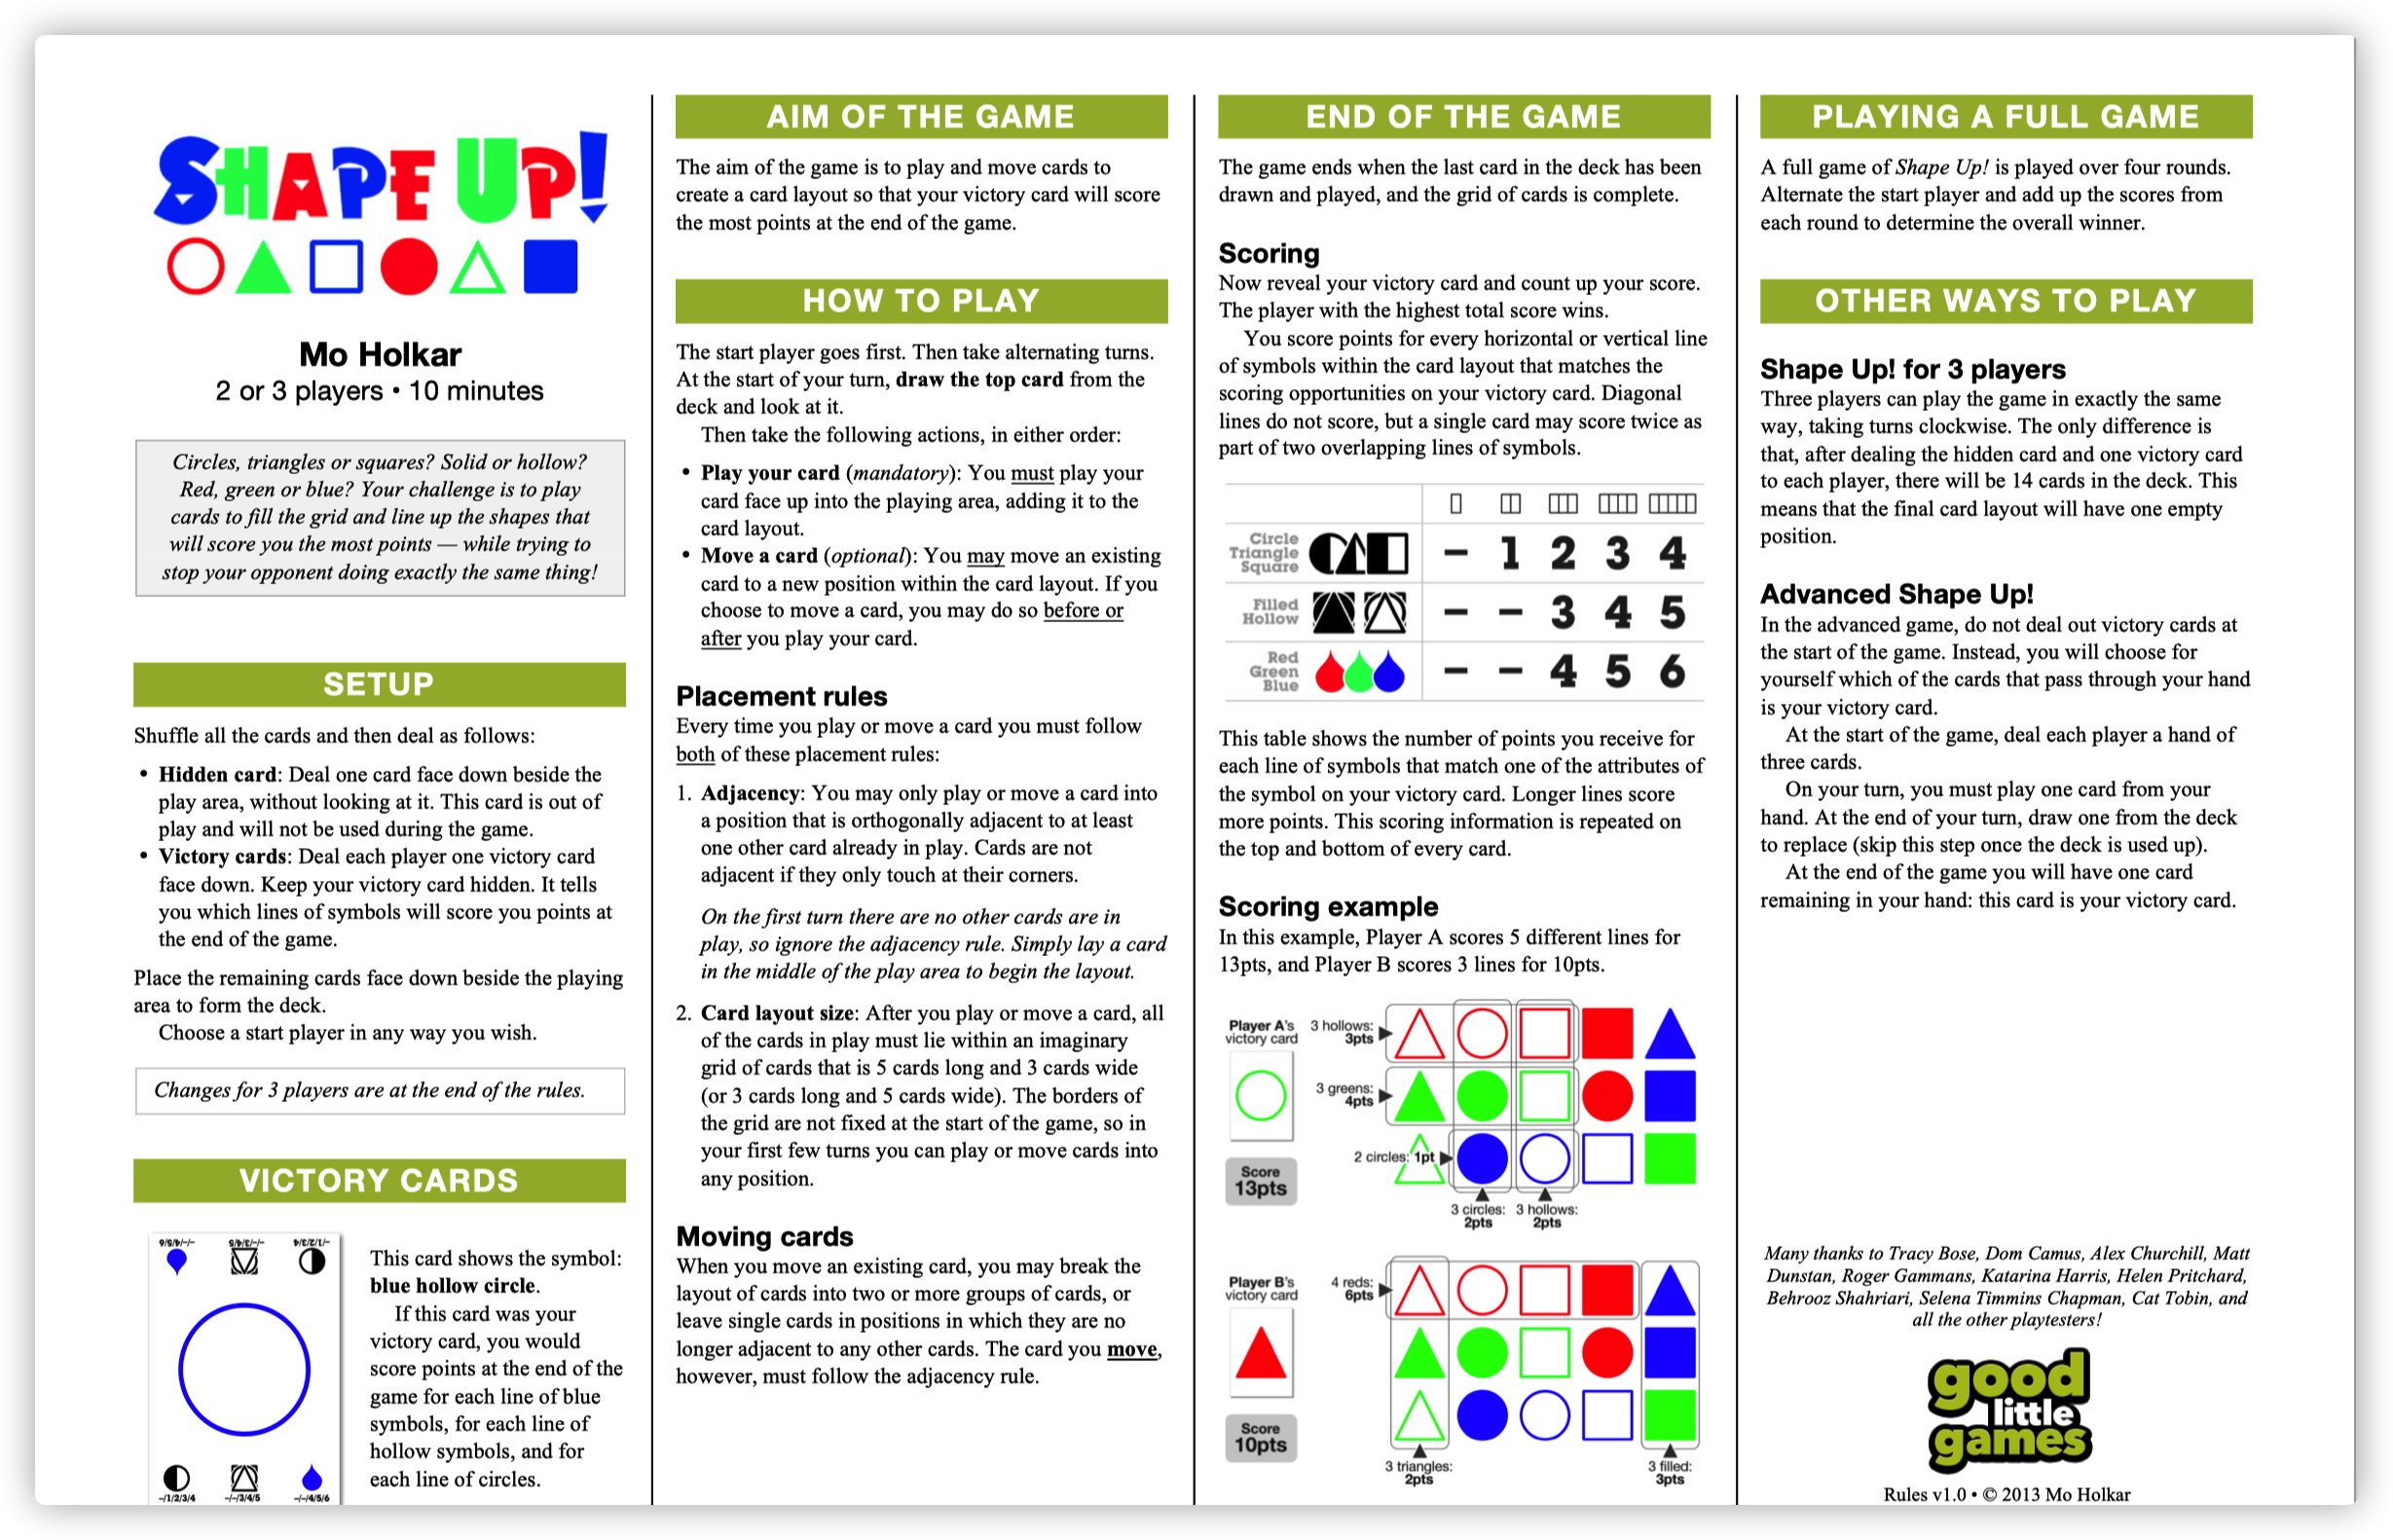 SHAPE UP!
Mo Holkar
2 or 3 players • 10 minutes
Circles, triangles or squares? Solid or hollow?
Red, green or blue? Your challenge is to play
cards to fill the grid and line up the shapes that
will score you the most points — while trying to
stop your opponent doing exactly the same thing!
SETUP
Shuffle all the cards and then deal as follows:
• Hidden card: Deal one card face down beside the
play area, without looking at it. This card is out of
play and will not be used during the game.
• Victory cards: Deal each player one victory card
face down. Keep your victory card hidden. It tells
you which lines of symbols will score you points at
the end of the game.
Place the remaining cards face down beside the playing
area to form the deck.
Choose a start player in any way you wish.
Changes for 3 players are at the end of the rules.
VICTORY CARDS
-/-/4/5/6
-/-/3/4/5
-/1/2/3/4
This card shows the symbol:
blue hollow circle.
If this card was your
victory card, you would
score points at the end of the
game for each line of blue
symbols, for each line of
hollow symbols, and for
each line of circles.
-/1/2/3/4
-/-/3/4/5
-/-/4/5/6
AIM OF THE GAME
The aim of the game is to play and move cards to
create a card layout so that your victory card will score
the most points at the end of the game.
HOW TO PLAY
The start player goes first. Then take alternating turns.
At the start of your turn, draw the top card from the
deck and look at it.
Then take the following actions, in either order:
• Play your card (mandatory): You must play your
card face up into the playing area, adding it to the
card layout.
• Move a card (optional): You may move an existing
card to a new position within the card layout. If you
choose to move a card, you may do so before or
after you play your card.
Placement rules
Every time you play or move a card you must follow
both of these placement rules:
1. Adjacency: You may only play or move a card into
a position that is orthogonally adjacent to at least
one other card already in play. Cards are not
adjacent if they only touch at their corners.
On the first turn there are no other cards are in
play, so ignore the adjacency rule. Simply lay a card
in the middle of the play area to begin the layout.
2. Card layout size: After you play or move a card, all
of the cards in play must lie within an imaginary
grid of cards that is 5 cards long and 3 cards wide
(or 3 cards long and 5 cards wide). The borders of
the grid are not fixed at the start of the game, so in
your first few turns you can play or move cards into
any position.
Moving cards
When you move an existing card, you may break the
layout of cards into two or more groups of cards, or
leave single cards in positions in which they are no
longer adjacent to any other cards. The card you move,
however, must follow the adjacency rule.
END OF THE GAME
The game ends when the last card in the deck has been
drawn and played, and the grid of cards is complete.
Scoring
Now reveal your victory card and count up your score.
The player with the highest total score wins.
You score points for every horizontal or vertical line
of symbols within the card layout that matches the
scoring opportunities on your victory card. Diagonal
lines do not score, but a single card may score twice as
part of two overlapping lines of symbols.
Circle
Triangle
Square
– 1 2 3 4
Filled
Hollow
– – 3 4 5
Red
Green
Blue
– – 4 5 6
This table shows the number of points you receive for
each line of symbols that match one of the attributes of
the symbol on your victory card. Longer lines score
more points. This scoring information is repeated on
the top and bottom of every card.
Scoring example
In this example, Player A scores 5 different lines for
13pts, and Player B scores 3 lines for 10pts.
Player A's
victory card
3 hollows:
3pts
3 greens:
4pts
2 circles: 1pt
Score
13pts
3 circles:
2pts
3 hollows:
2pts
Player B's
victory card
4 reds:
6pts
Score
10pts
3 triangles:
2pts
3 filled:
3pts
PLAYING A FULL GAME
A full game of Shape Up! is played over four rounds.
Alternate the start player and add up the scores from
each round to determine the overall winner.
OTHER WAYS TO PLAY
Shape Up! for 3 players
Three players can play the game in exactly the same
way, taking turns clockwise. The only difference is
that, after dealing the hidden card and one victory card
to each player, there will be 14 cards in the deck. This
means that the final card layout will have one empty
position.
Advanced Shape Up!
In the advanced game, do not deal out victory cards at
the start of the game. Instead, you will choose for
yourself which of the cards that pass through your hand
is your victory card.
At the start of the game, deal each player a hand of
three cards.
On your turn, you must play one card from your
hand. At the end of your turn, draw one from the deck
to replace (skip this step once the deck is used up).
At the end of the game you will have one card
remaining in your hand: this card is your victory card.
Many thanks to Tracy Bose, Dom Camus, Alex Churchill, Matt
Dunstan, Roger Gammans, Katarina Harris, Helen Pritchard,
Behrooz Shahriari, Selena Timmins Chapman, Cat Tobin, and
all the other playtesters!
good
little
games
Rules v1.0 • © 2013 Mo Holkar